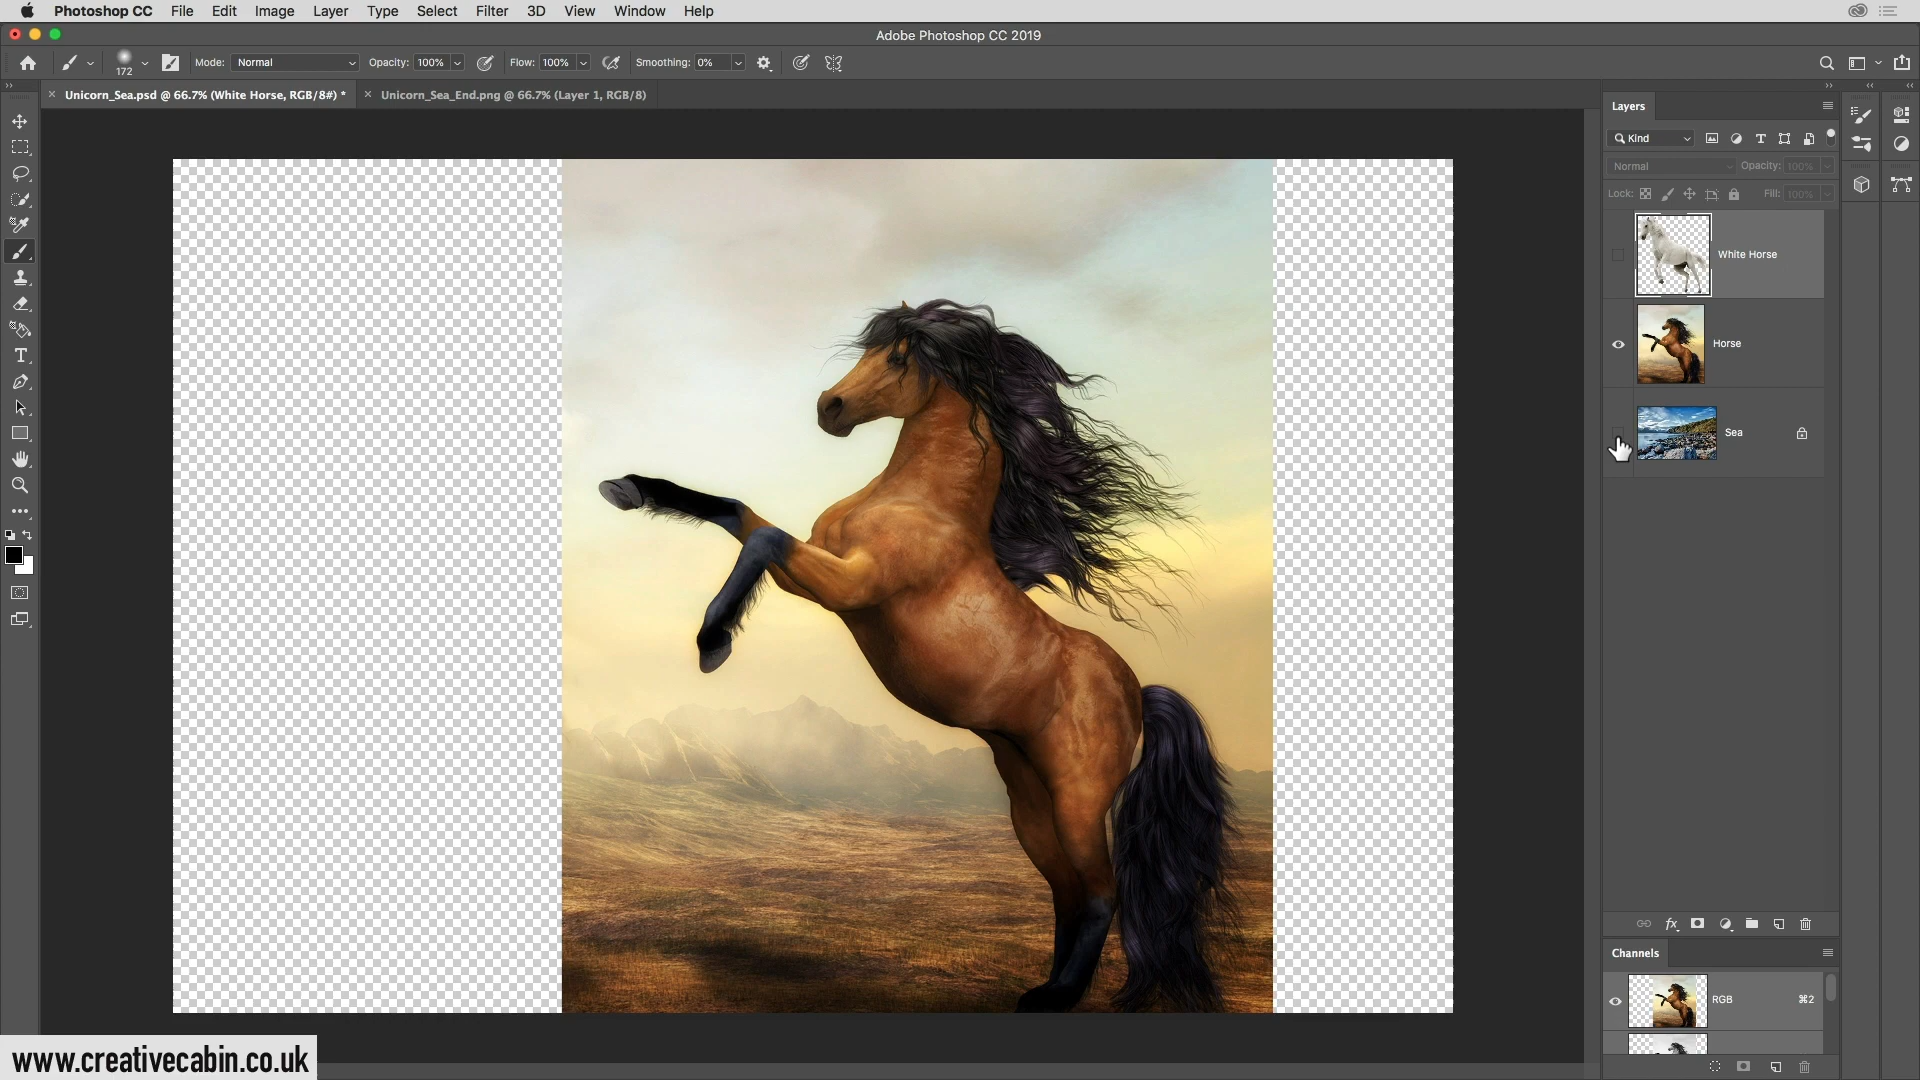 Photoshop CC File Edit Image Layer Type Select Filter 3D View Window Help
Adobe Photoshop CC 2019
172 Mode: Normal Opacity: 100% Flow: 100% Smoothing: 0%
Unicorn_Sea.psd @ 66.7% (White Horse, RGB/8#) * Unicorn_Sea_End.png @ 66.7% (Layer 1, RGB/8)
Layers
Kind
Normal Opacity: 100%
Lock: Fill: 100%
White Horse
Horse
Sea
fx
Channels
RGB ⌘2
www.creativecabin.co.uk